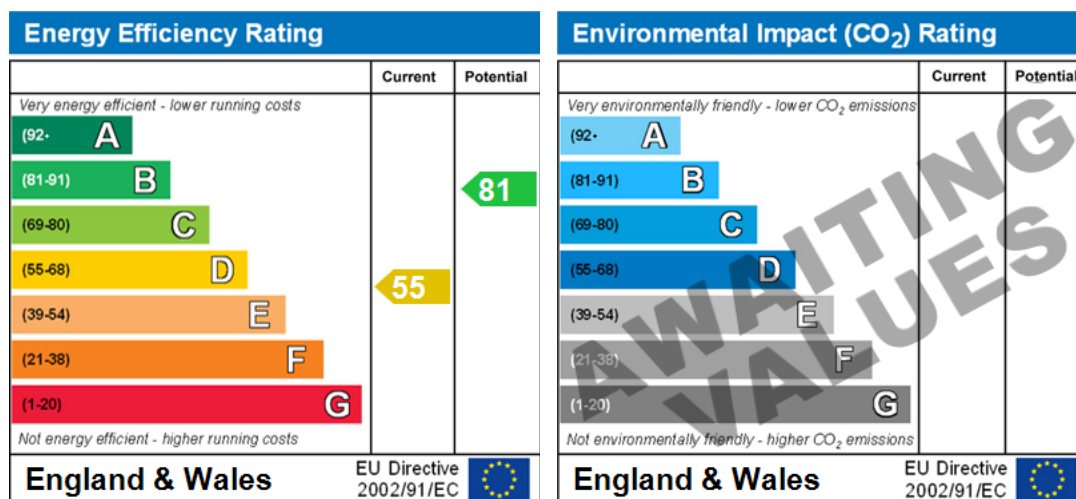 Energy Efficiency Rating
Current Potential
Very energy efficient - lower running costs
(92+ A
(81-91) B
81
(69-80) C
(55-68) D
55
(39-54) E
(21-38) F
(1-20) G
Not energy efficient - higher running costs
England & Wales
EU Directive
2002/91/EC
Environmental Impact (CO₂) Rating
Current Potential
Very environmentally friendly - lower CO₂ emissions
(92+ A
(81-91) B
(69-80) C
(55-68) D
(39-54) E
(21-38) F
(1-20) G
Not environmentally friendly - higher CO₂ emissions
AWAITING
VALUES
England & Wales
EU Directive
2002/91/EC